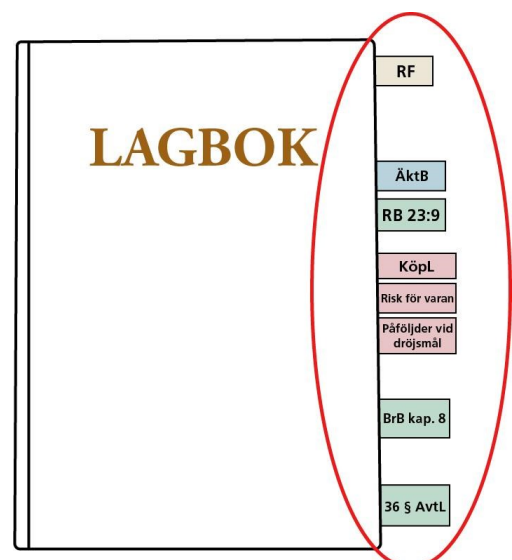 RF
LAGBOK
ÄktB
RB 23:9
KöpL
Risk för varan
Påföljder vid
dröjsmål
BrB kap. 8
36 § AvtL